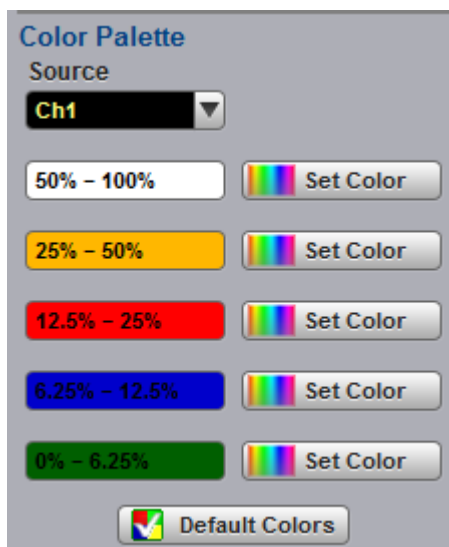 Color Palette
Source
Ch1
50% – 100% Set Color
25% – 50% Set Color
12.5% – 25% Set Color
6.25% – 12.5% Set Color
0% – 6.25% Set Color
Default Colors